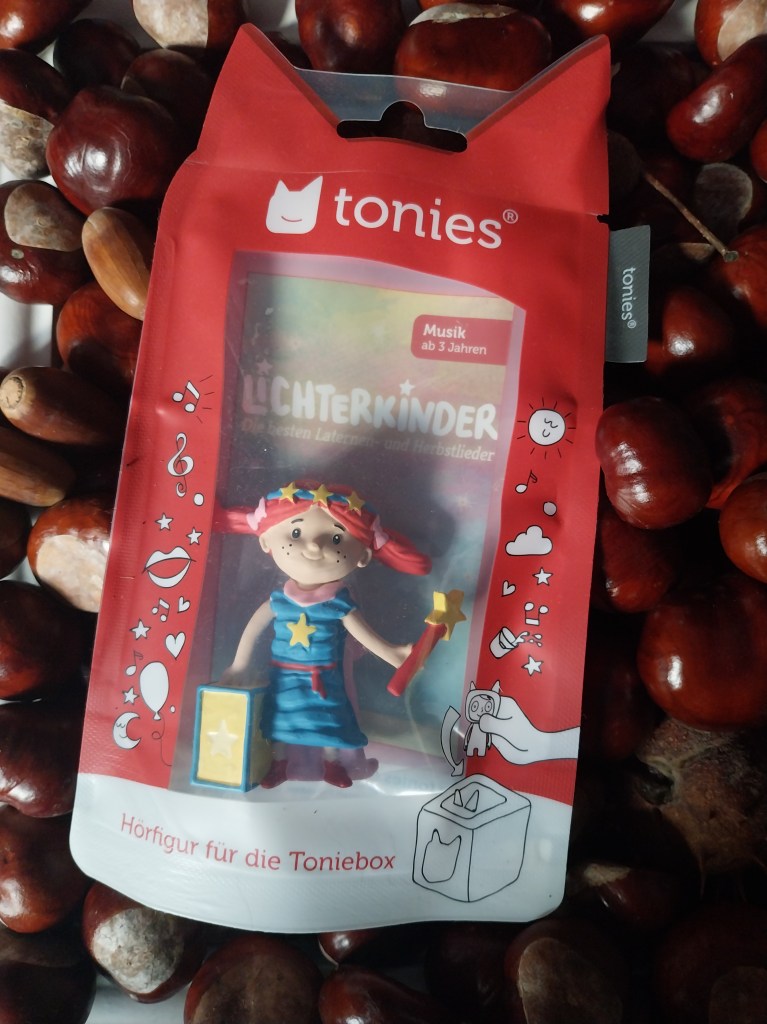 tonies®
tonies®
Musik
ab 3 Jahren
LiCHTERKiNDER
Die besten Laternen- und Herbstlieder
Hörfigur für die Toniebox